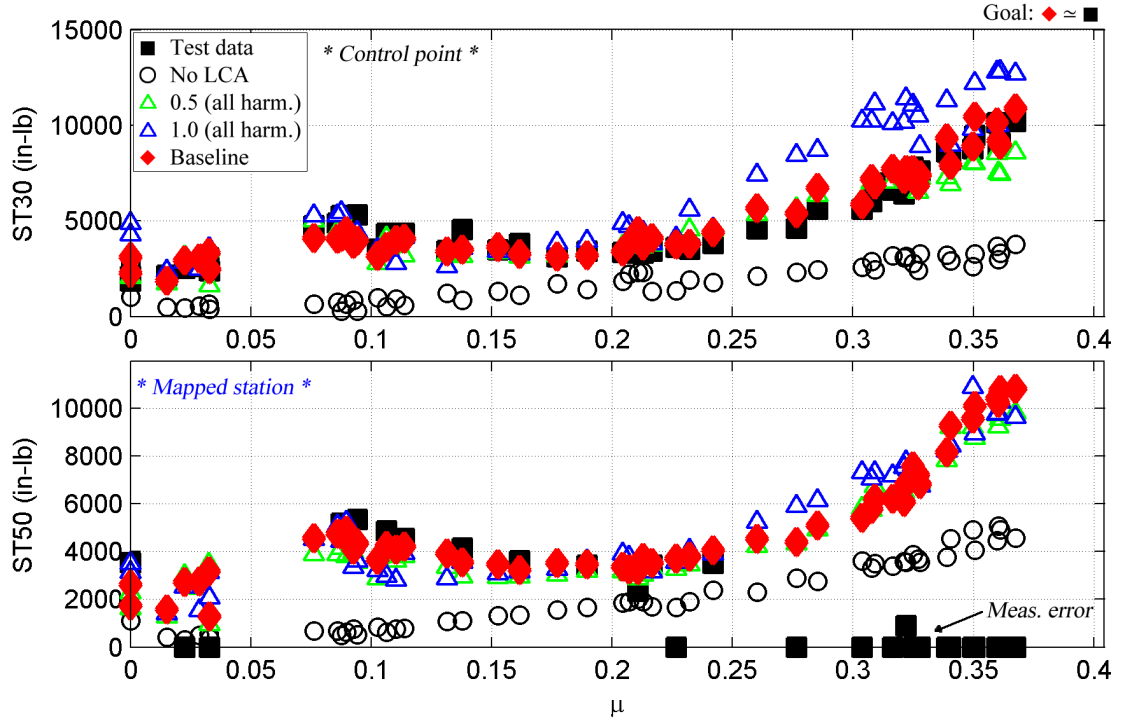 Goal: ♦ ≃ ■
15000
10000
5000
0
ST30 (in-lb)
Test data
No LCA
0.5 (all harm.)
1.0 (all harm.)
Baseline
* Control point *
0 0.05 0.1 0.15 0.2 0.25 0.3 0.35 0.4
* Mapped station *
10000
8000
6000
4000
2000
0
ST50 (in-lb)
Meas. error
0 0.05 0.1 0.15 0.2 0.25 0.3 0.35 0.4
μ